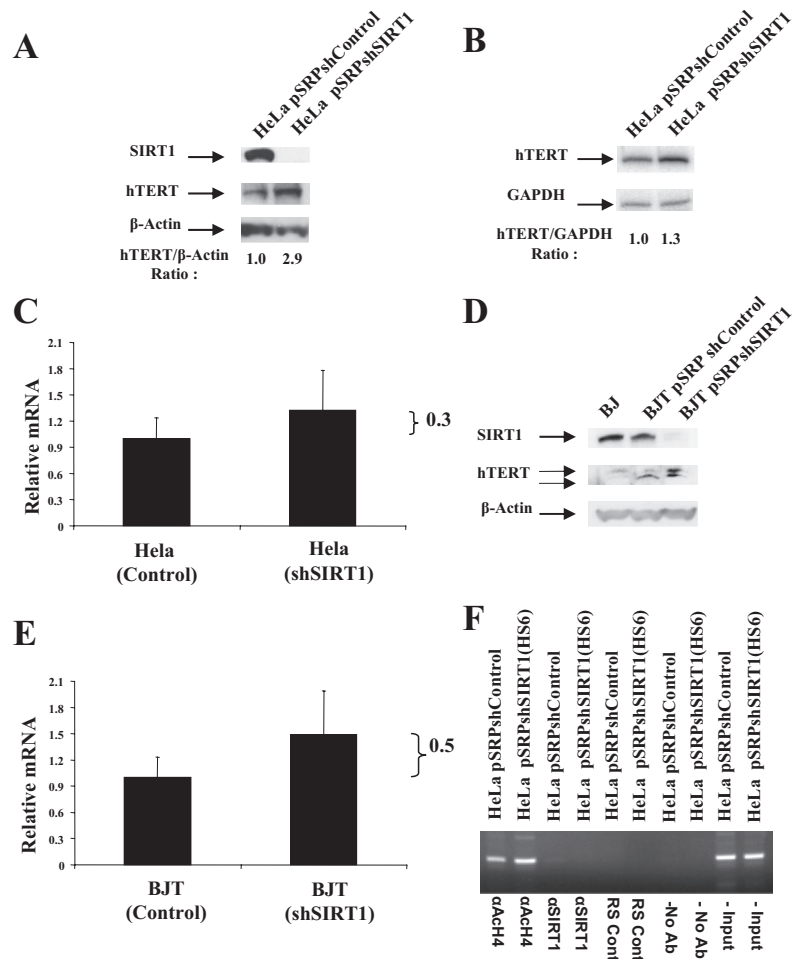 A
HeLa pSRPshControl
HeLa pSRPshSIRT1
SIRT1
hTERT
β-Actin
hTERT/β-Actin
Ratio :
1.0 2.9
B
HeLa pSRPshControl
HeLa pSRPshSIRT1
hTERT
GAPDH
hTERT/GAPDH
Ratio :
1.0 1.3
C
Relative mRNA
2.1
1.8
1.5
1.2
0.9
0.6
0.3
0
0.3
Hela
(Control)
Hela
(shSIRT1)
D
BJ
BJT pSRP shControl
BJT pSRPshSIRT1
SIRT1
hTERT
β-Actin
E
Relative mRNA
2.1
1.8
1.5
1.2
0.9
0.6
0.3
0
0.5
BJT
(Control)
BJT
(shSIRT1)
F
HeLa pSRPshControl
HeLa pSRPshSIRT1(HS6)
HeLa pSRPshControl
HeLa pSRPshSIRT1(HS6)
HeLa pSRPshControl
HeLa pSRPshSIRT1(HS6)
HeLa pSRPshControl
HeLa pSRPshSIRT1(HS6)
HeLa pSRPshControl
HeLa pSRPshSIRT1(HS6)
αAcH4
αAcH4
αSIRT1
αSIRT1
RS Cont
RS Cont
-No Ab
- No Ab
- Input
- Input